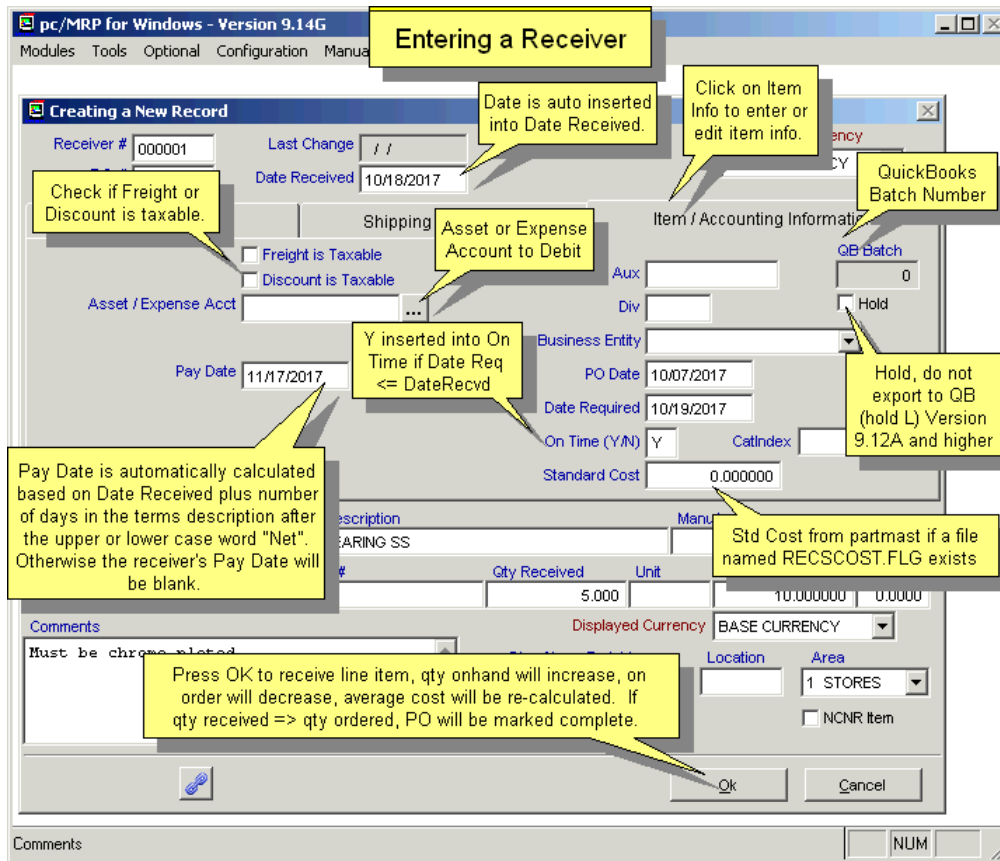 pc/MRP for Windows - Version 9.14G
Entering a Receiver
Modules Tools Optional Configuration
Creating a New Record
Date is auto inserted
into Date Received.
Click on Item
Info to enter or
edit item info.
Receiver # 000001
Last Change / /
Date Received 10/18/2017
Check if Freight or
Discount is taxable.
QuickBooks
Batch Number
Shipping
Item / Accounting
Asset or Expense
Account to Debit
Freight is Taxable
Discount is Taxable
Asset / Expense Acct
...
Aux
QB Batch
0
Div
Hold
Y inserted into On
Time if Date Req
<= DateRecvd
Business Entity
Pay Date 11/17/2017
PO Date 10/07/2017
Date Required 10/19/2017
On Time (Y/N) Y
CatIndex
Standard Cost 0.000000
Hold, do not
export to QB
(hold L) Version
9.12A and higher
Pay Date is automatically calculated
based on Date Received plus number
of days in the terms description after
the upper or lower case word "Net".
Otherwise the receiver's Pay Date will
be blank.
Std Cost from partmast if a file
named RECSCOST.FLG exists
#
Qty Received
Unit
5.000
10.000000
0.0000
Comments
Displayed Currency BASE CURRENCY
Must be chrome plated
Location
Area
1 STORES
NCNR Item
Press OK to receive line item, qty onhand will increase, on
order will decrease, average cost will be re-calculated. If
qty received => qty ordered, PO will be marked complete.
Ok
Cancel
Comments
NUM